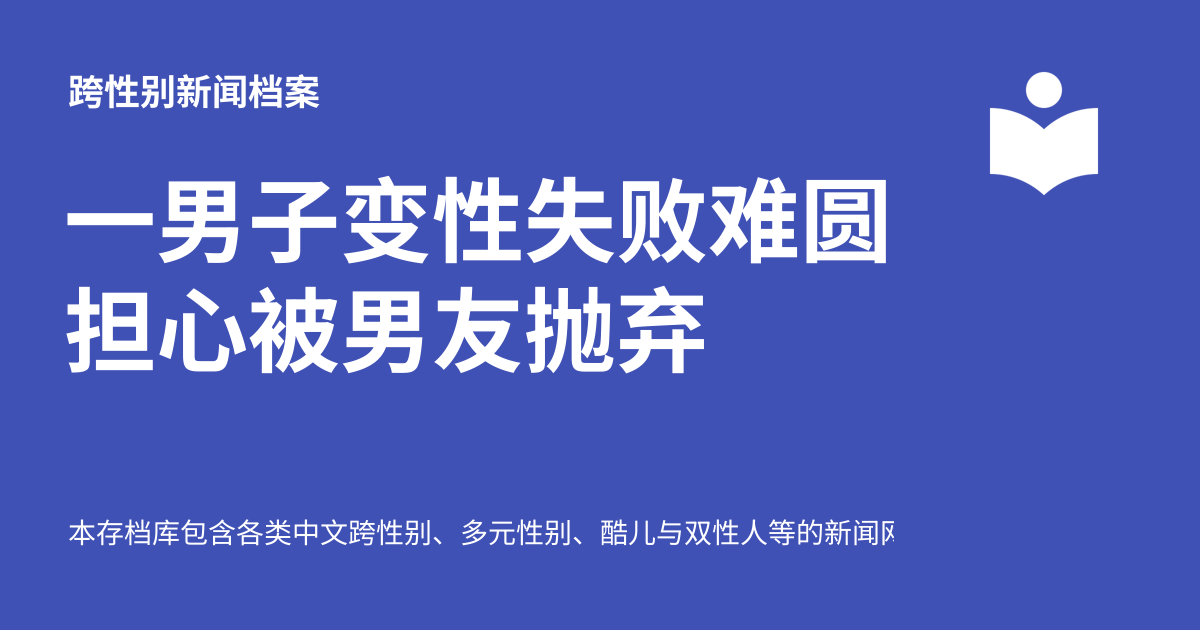 跨性别新闻档案
一男子变性失败难圆
担心被男友抛弃
本存档库包含各类中文跨性别、多元性别、酷儿与双性人等的新闻